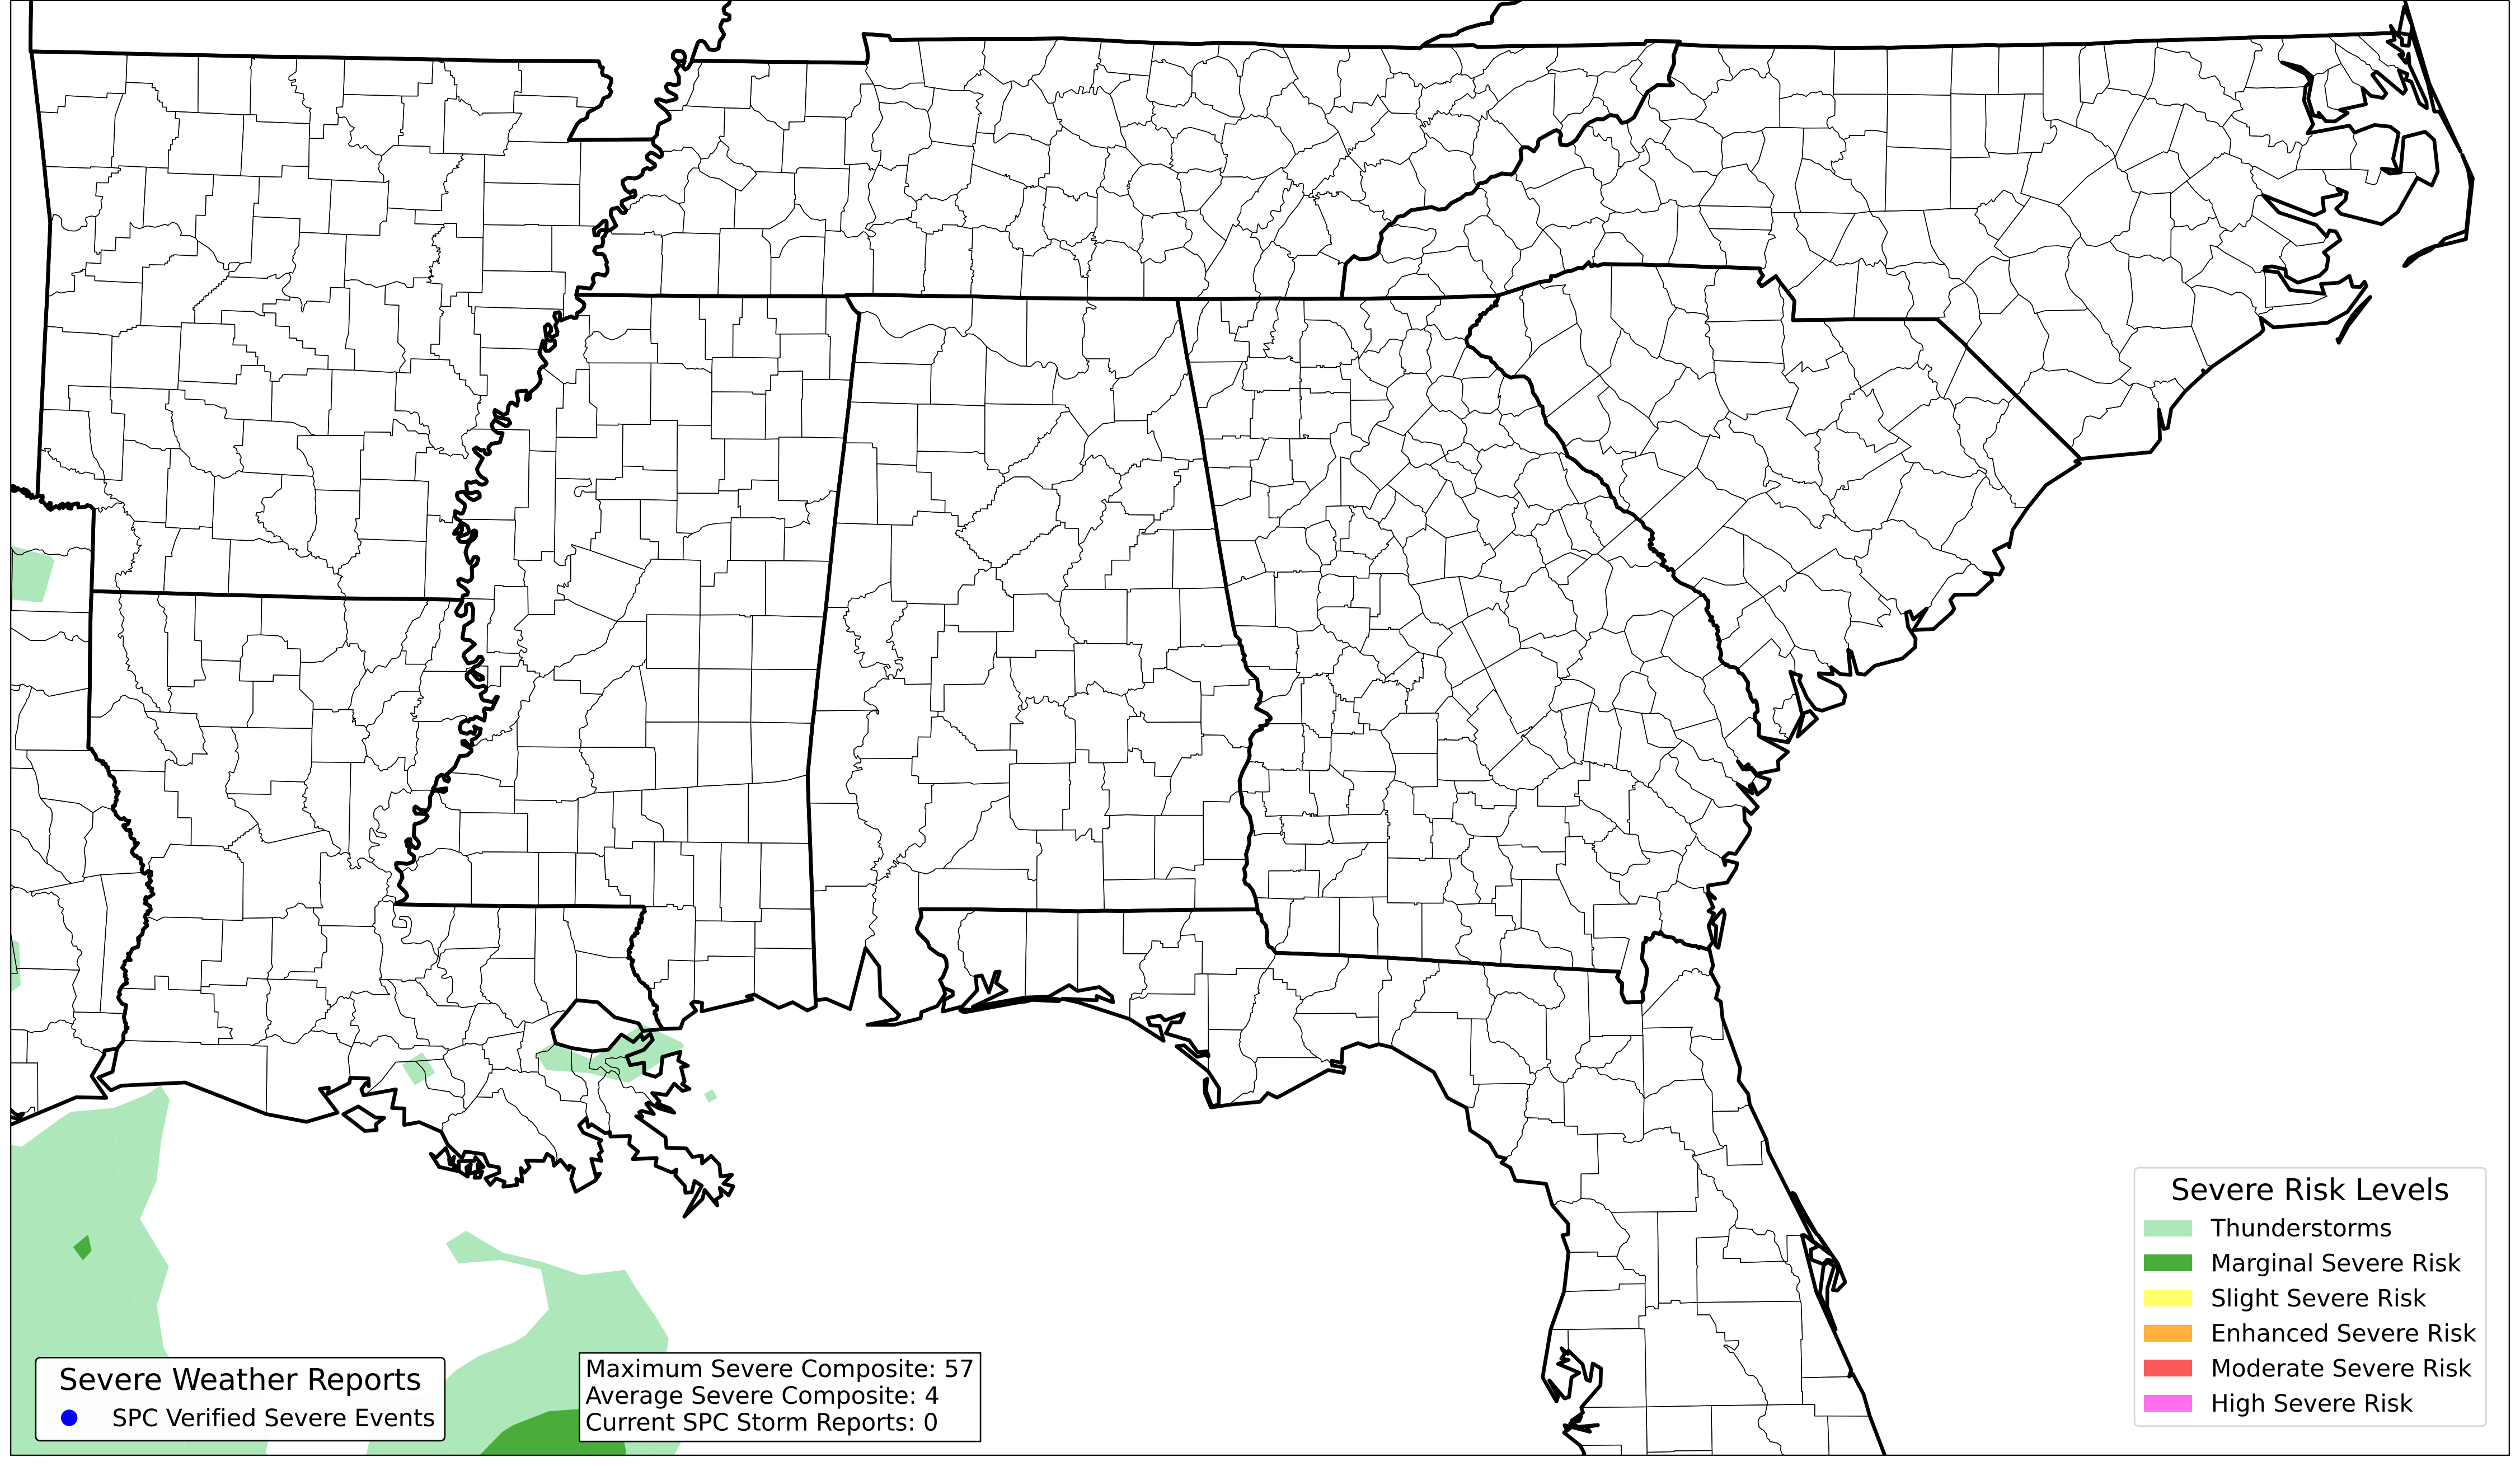 Severe Weather Reports
SPC Verified Severe Events
Maximum Severe Composite: 57
Average Severe Composite: 4
Current SPC Storm Reports: 0
Severe Risk Levels
Thunderstorms
Marginal Severe Risk
Slight Severe Risk
Enhanced Severe Risk
Moderate Severe Risk
High Severe Risk